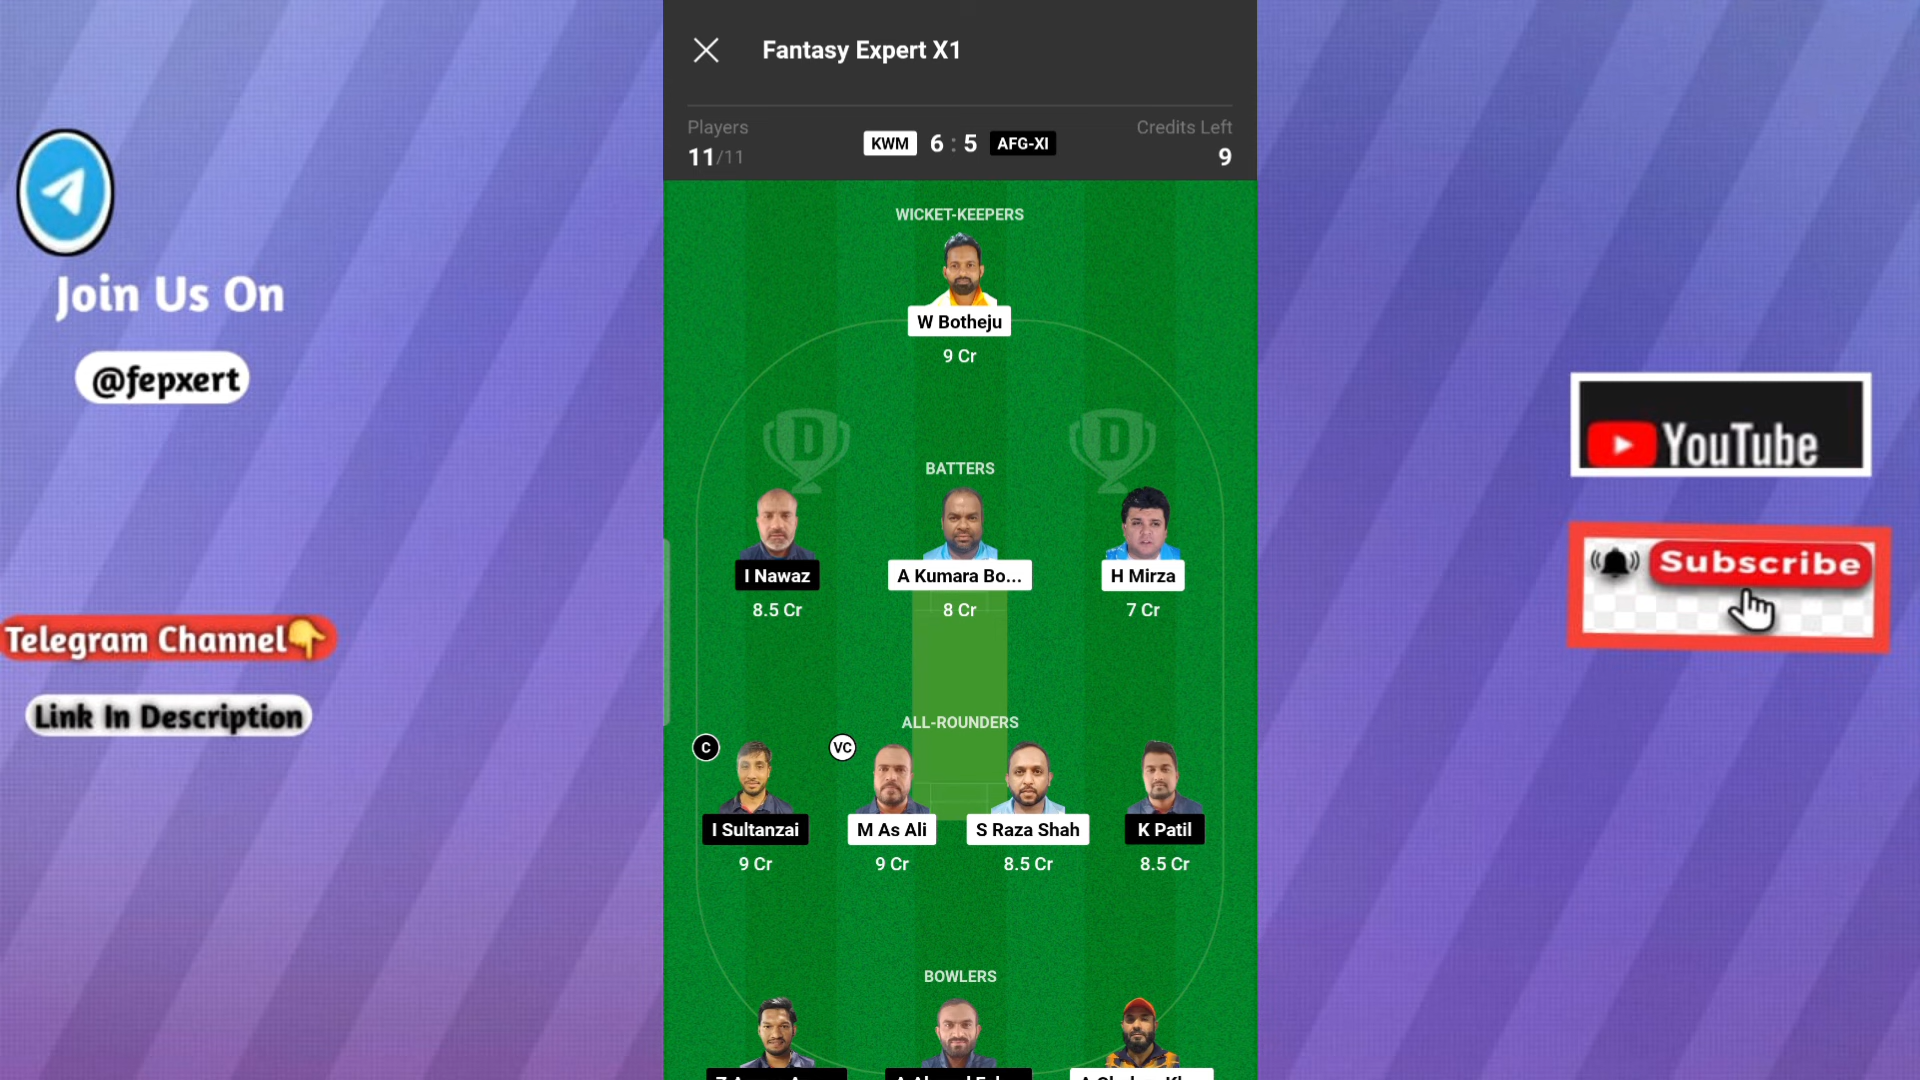 Fantasy Expert X1
Players
11/11
KWM 6 : 5 AFG-XI
Credits Left
9
WICKET-KEEPERS
W Botheju
9 Cr
D D
BATTERS
I Nawaz A Kumara Bo... H Mirza
8.5 Cr 8 Cr 7 Cr
ALL-ROUNDERS
C VC
I Sultanzai M As Ali S Raza Shah K Patil
9 Cr 9 Cr 8.5 Cr 8.5 Cr
BOWLERS
Join Us On
@fepxert
Telegram Channel
Link In Description
YouTube
Subscribe